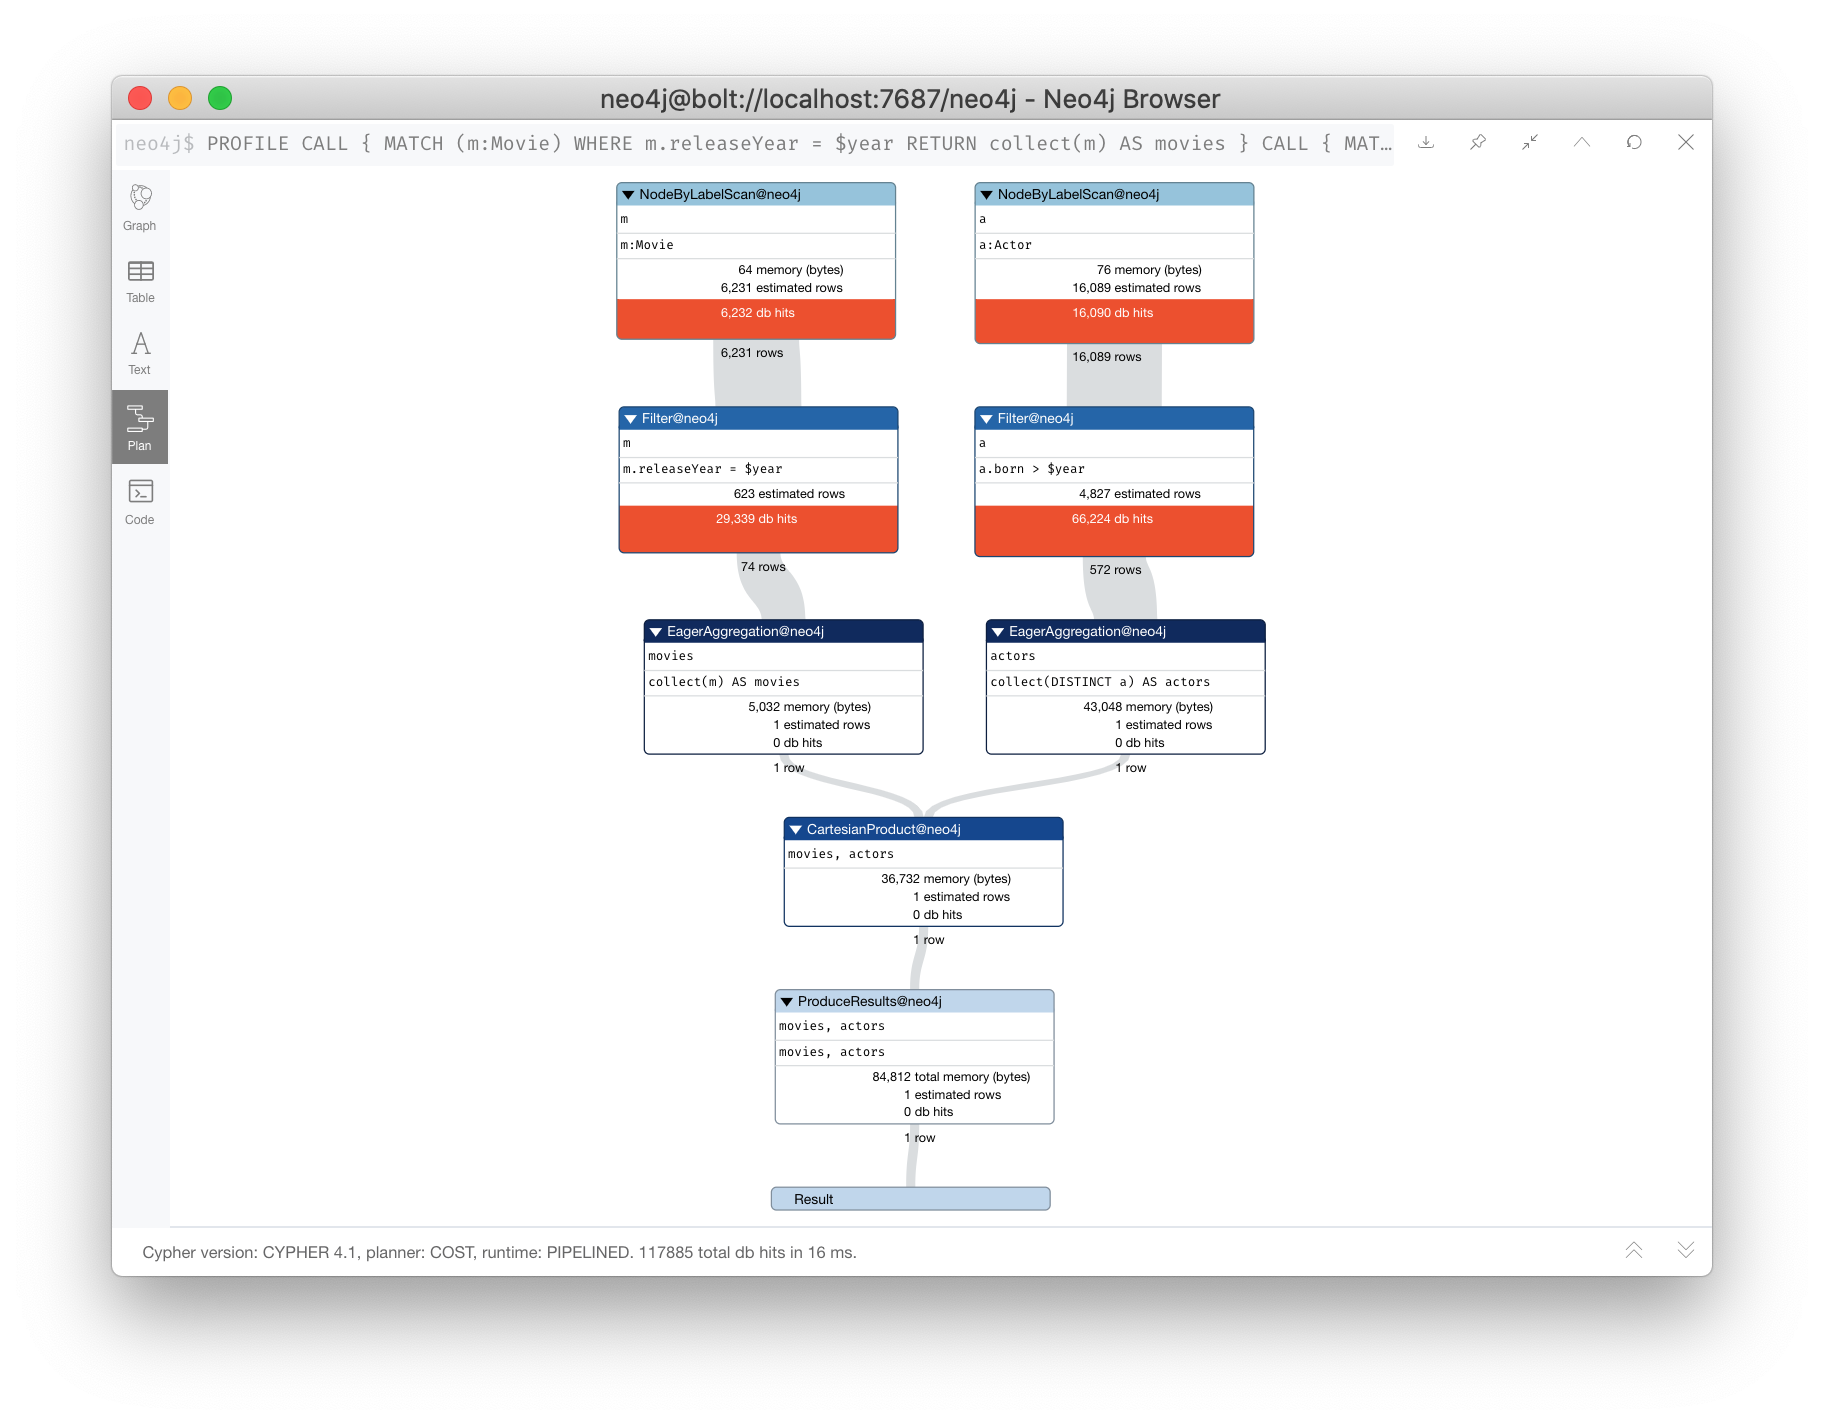 neo4j@bolt://localhost:7687/neo4j - Neo4j Browser
neo4j$ PROFILE CALL { MATCH (m:Movie) WHERE m.releaseYear = $year RETURN collect(m) AS movies } CALL { MAT…
Graph
Table
Text
Plan
Code
NodeByLabelScan@neo4j
m
m:Movie
64 memory (bytes)
6,231 estimated rows
6,232 db hits
6,231 rows
NodeByLabelScan@neo4j
a
a:Actor
76 memory (bytes)
16,089 estimated rows
16,090 db hits
16,089 rows
Filter@neo4j
m
m.releaseYear = $year
623 estimated rows
29,339 db hits
74 rows
Filter@neo4j
a
a.born > $year
4,827 estimated rows
66,224 db hits
572 rows
EagerAggregation@neo4j
movies
collect(m) AS movies
5,032 memory (bytes)
1 estimated rows
0 db hits
1 row
EagerAggregation@neo4j
actors
collect(DISTINCT a) AS actors
43,048 memory (bytes)
1 estimated rows
0 db hits
1 row
CartesianProduct@neo4j
movies, actors
36,732 memory (bytes)
1 estimated rows
0 db hits
1 row
ProduceResults@neo4j
movies, actors
movies, actors
84,812 total memory (bytes)
1 estimated rows
0 db hits
1 row
Result
Cypher version: CYPHER 4.1, planner: COST, runtime: PIPELINED. 117885 total db hits in 16 ms.